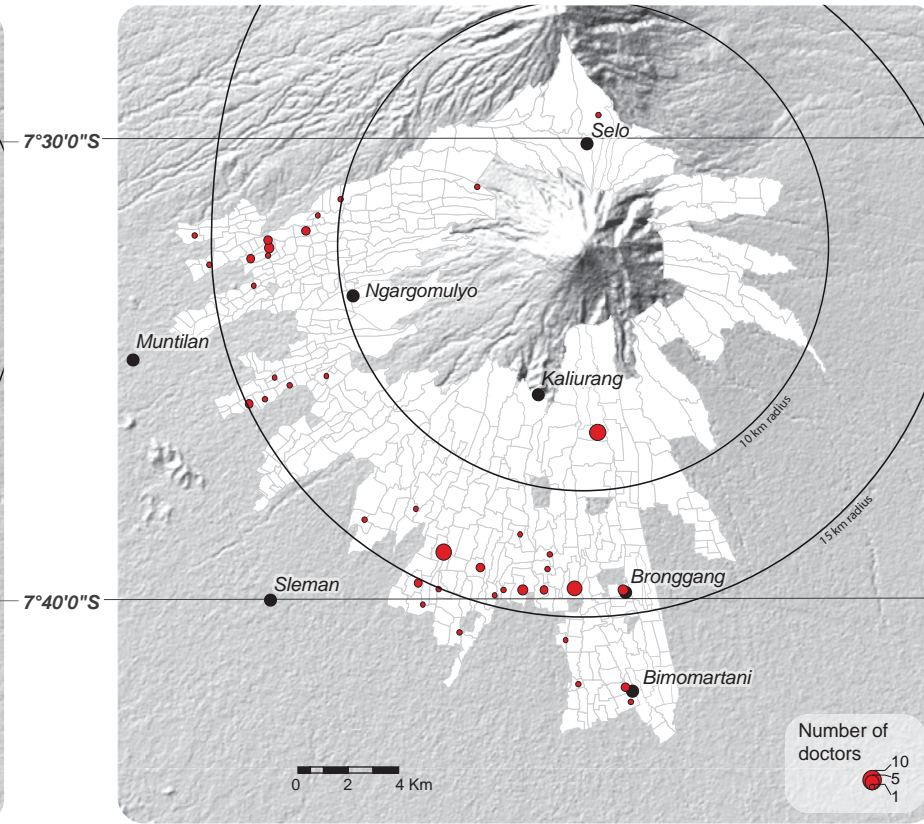 7°30'0"S
Selo
Ngargomulyo
Muntilan
Kaliurang
10 km radius
15 km radius
Sleman
Bronggang
7°40'0"S
Bimomartani
Number of
doctors
10
5
1
0 2 4 Km